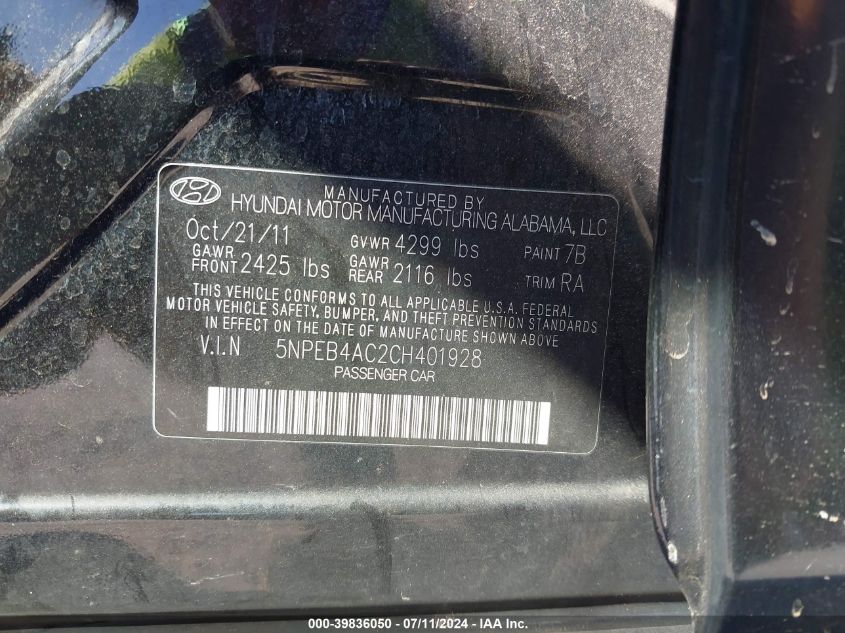 MANUFACTURED BY
HYUNDAI MOTOR MANUFACTURING ALABAMA, LLC
Oct/21/11 GVWR 4299 lbs PAINT 7B
GAWR FRONT 2425 lbs GAWR REAR 2116 lbs TRIM RA
THIS VEHICLE CONFORMS TO ALL APPLICABLE U.S.A. FEDERAL
MOTOR VEHICLE SAFETY, BUMPER, AND THEFT PREVENTION STANDARDS
IN EFFECT ON THE DATE OF MANUFACTURE SHOWN ABOVE
V.I.N 5NPEB4AC2CH401928
PASSENGER CAR
000-39836050 - 07/11/2024 - IAA Inc.